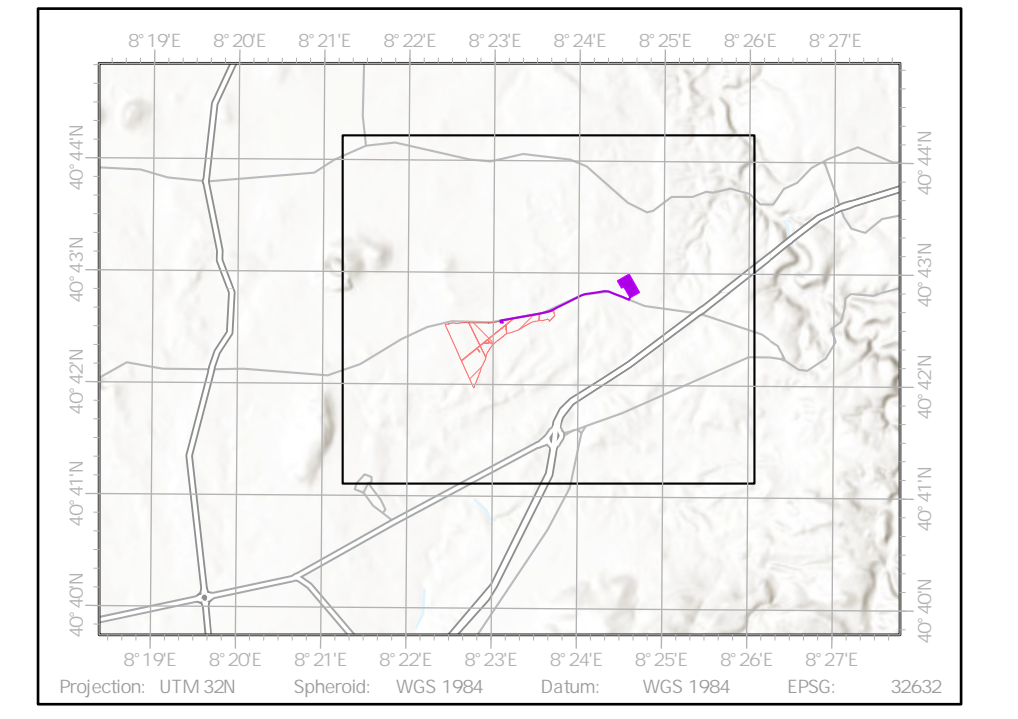 8°19'E 8°20'E 8°21'E 8°22'E 8°23'E 8°24'E 8°25'E 8°26'E 8°27'E
40°44'N 40°44'N
40°43'N 40°43'N
40°42'N 40°42'N
40°41'N 40°41'N
40°40'N 40°40'N
8°19'E 8°20'E 8°21'E 8°22'E 8°23'E 8°24'E 8°25'E 8°26'E 8°27'E
Projection: UTM 32N Spheroid: WGS 1984 Datum: WGS 1984 EPSG: 32632